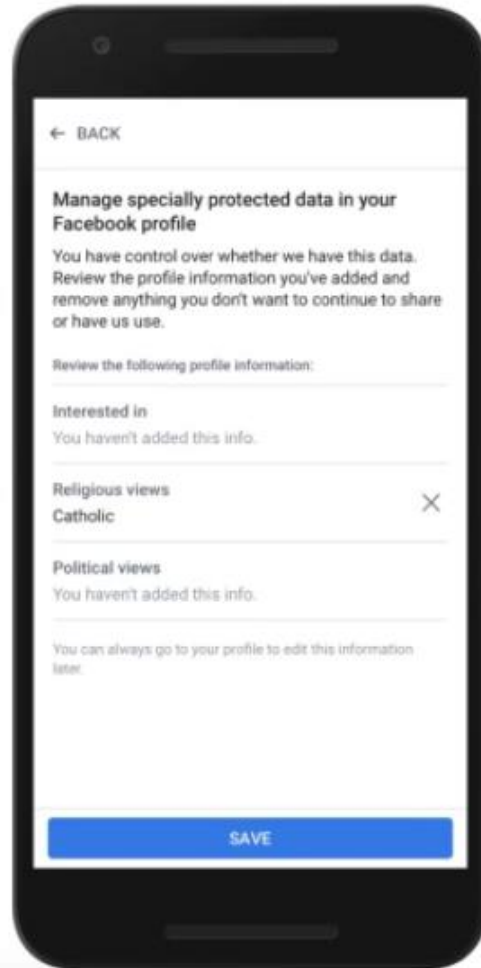 ← BACK
Manage specially protected data in your
Facebook profile
You have control over whether we have this data.
Review the profile information you've added and
remove anything you don't want to continue to share
or have us use.
Review the following profile information:
Interested in
You haven't added this info.
Religious views
Catholic
Political views
You haven't added this info.
You can always go to your profile to edit this information
later.
SAVE